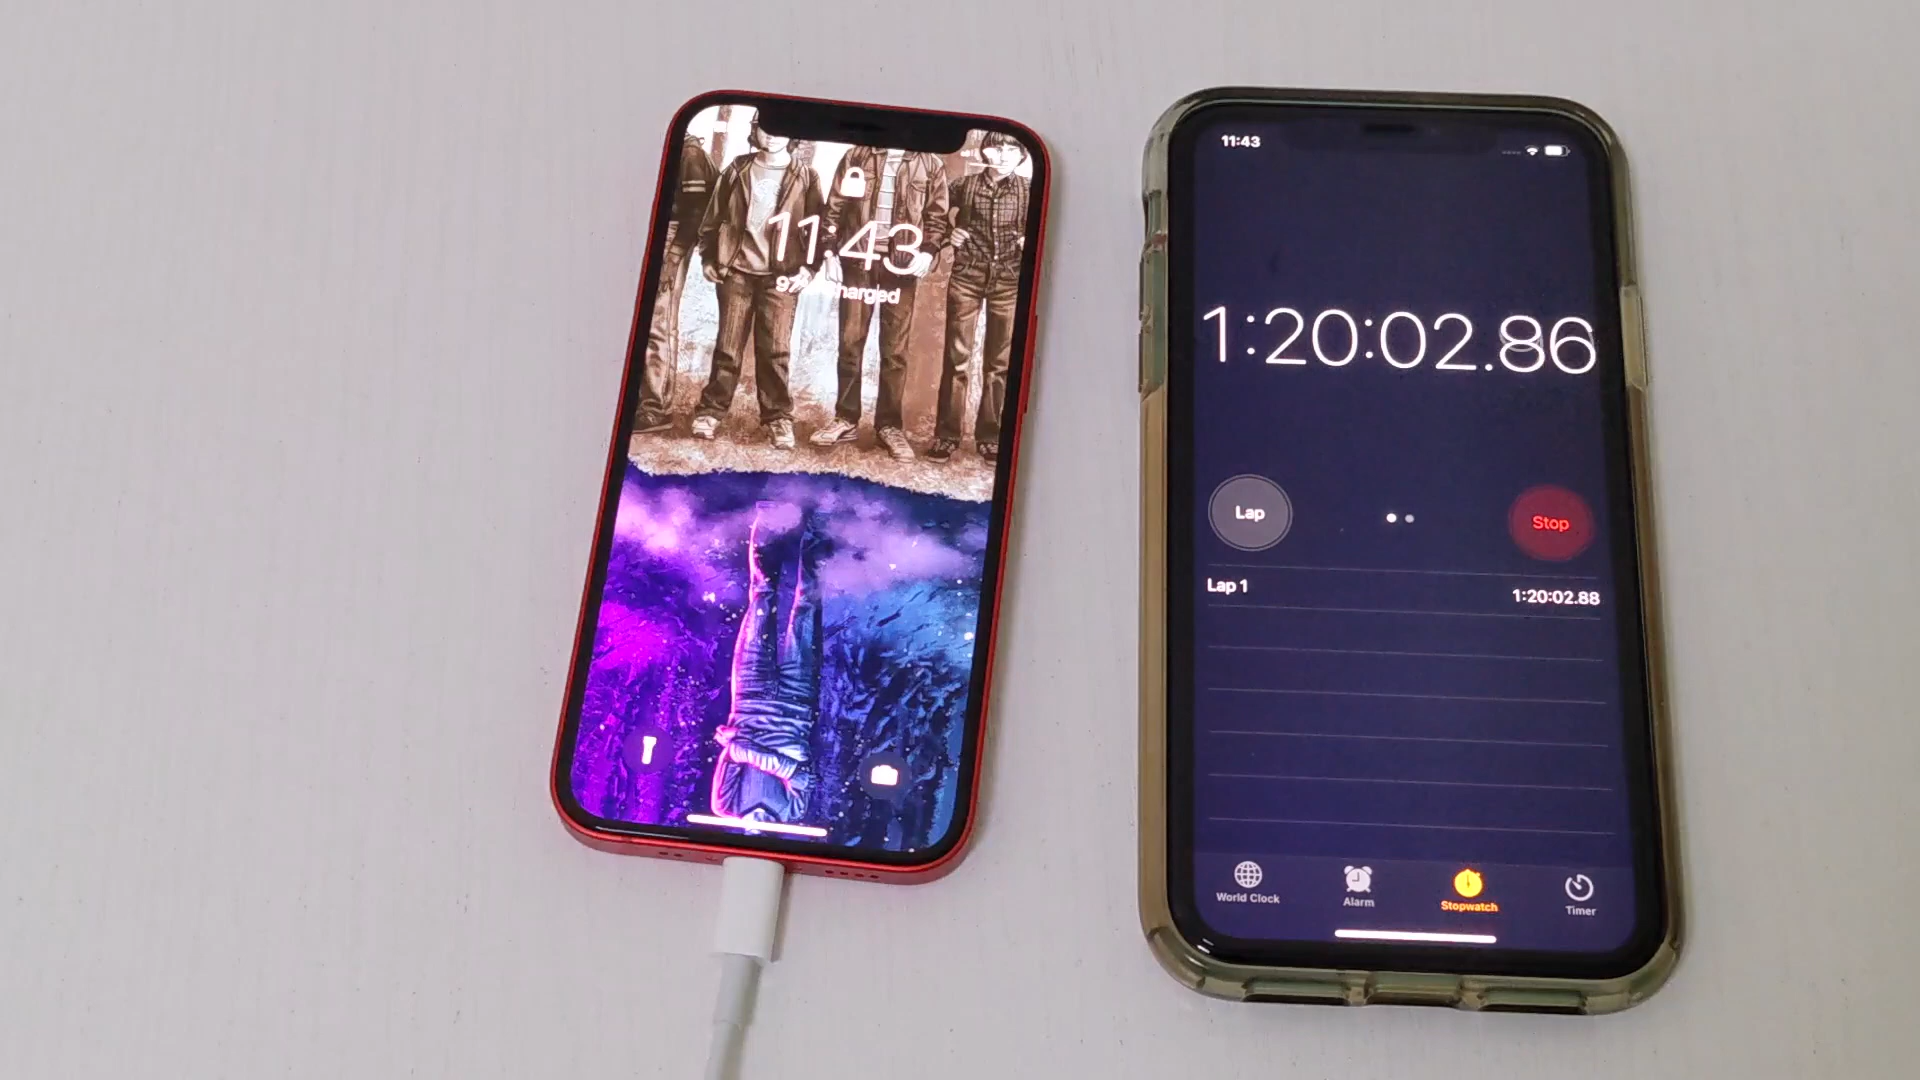 11:43
97% Charged
11:43
1:20:02.86
Lap
Stop
Lap 1 1:20:02.88
World Clock Alarm Stopwatch Timer